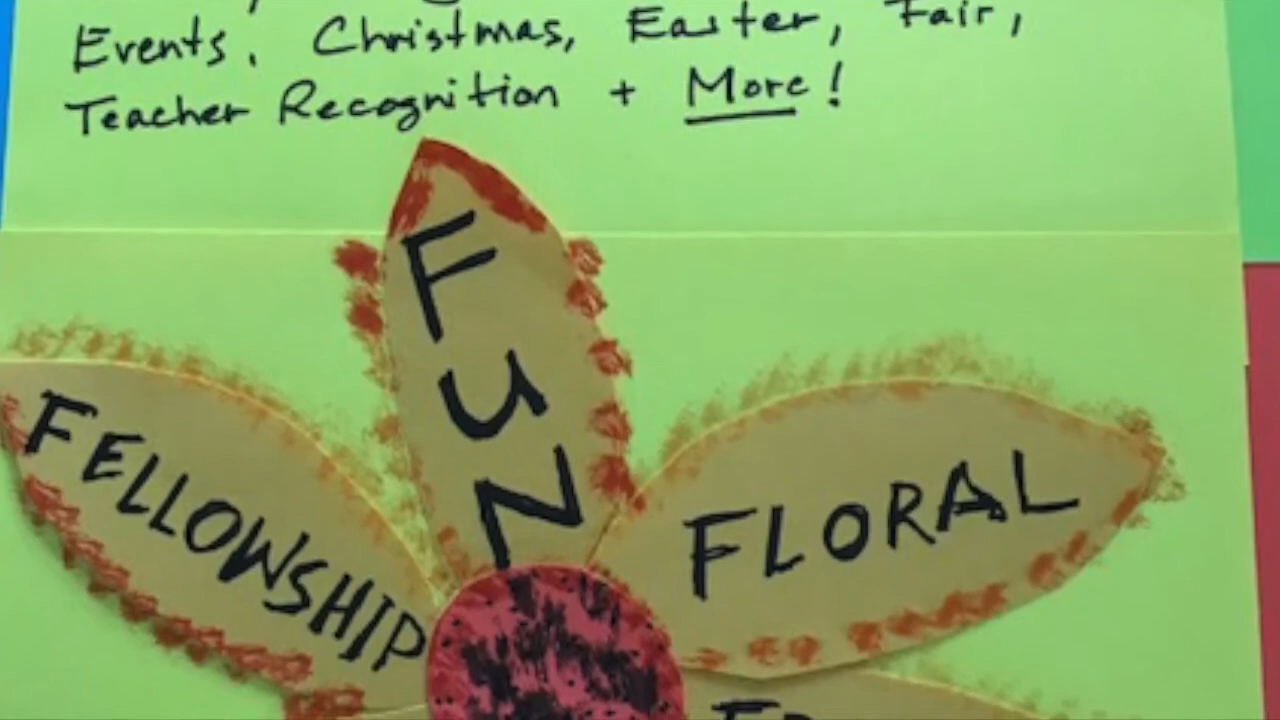 Events, Christmas, Easter, Fair,
Teacher Recognition + More!
FUN
FELLOWSHIP
FLORAL